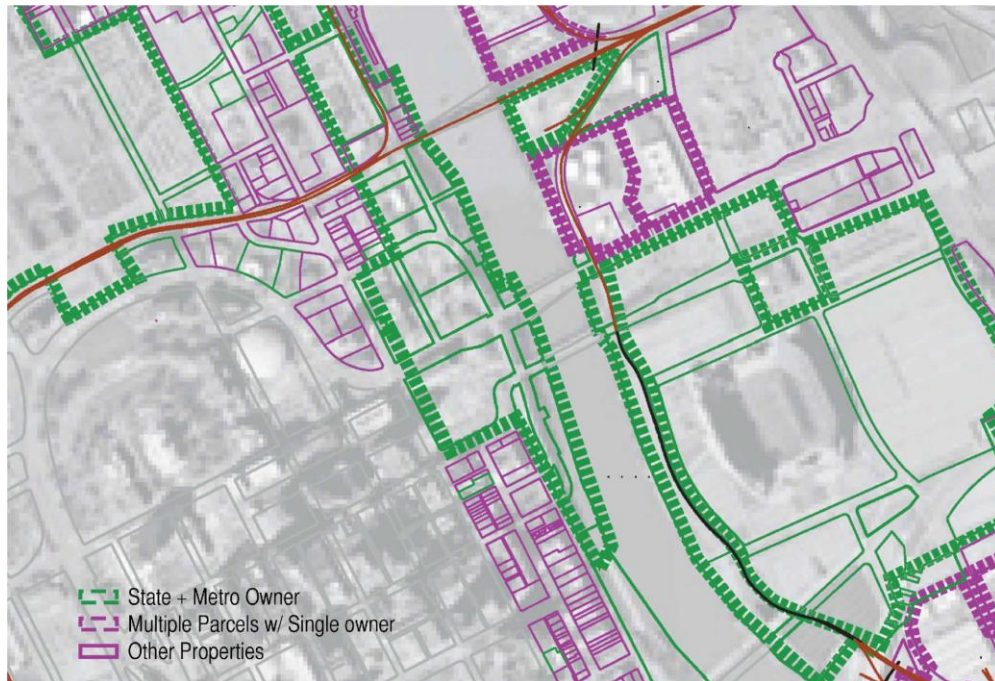 State + Metro Owner
Multiple Parcels w/ Single owner
Other Properties